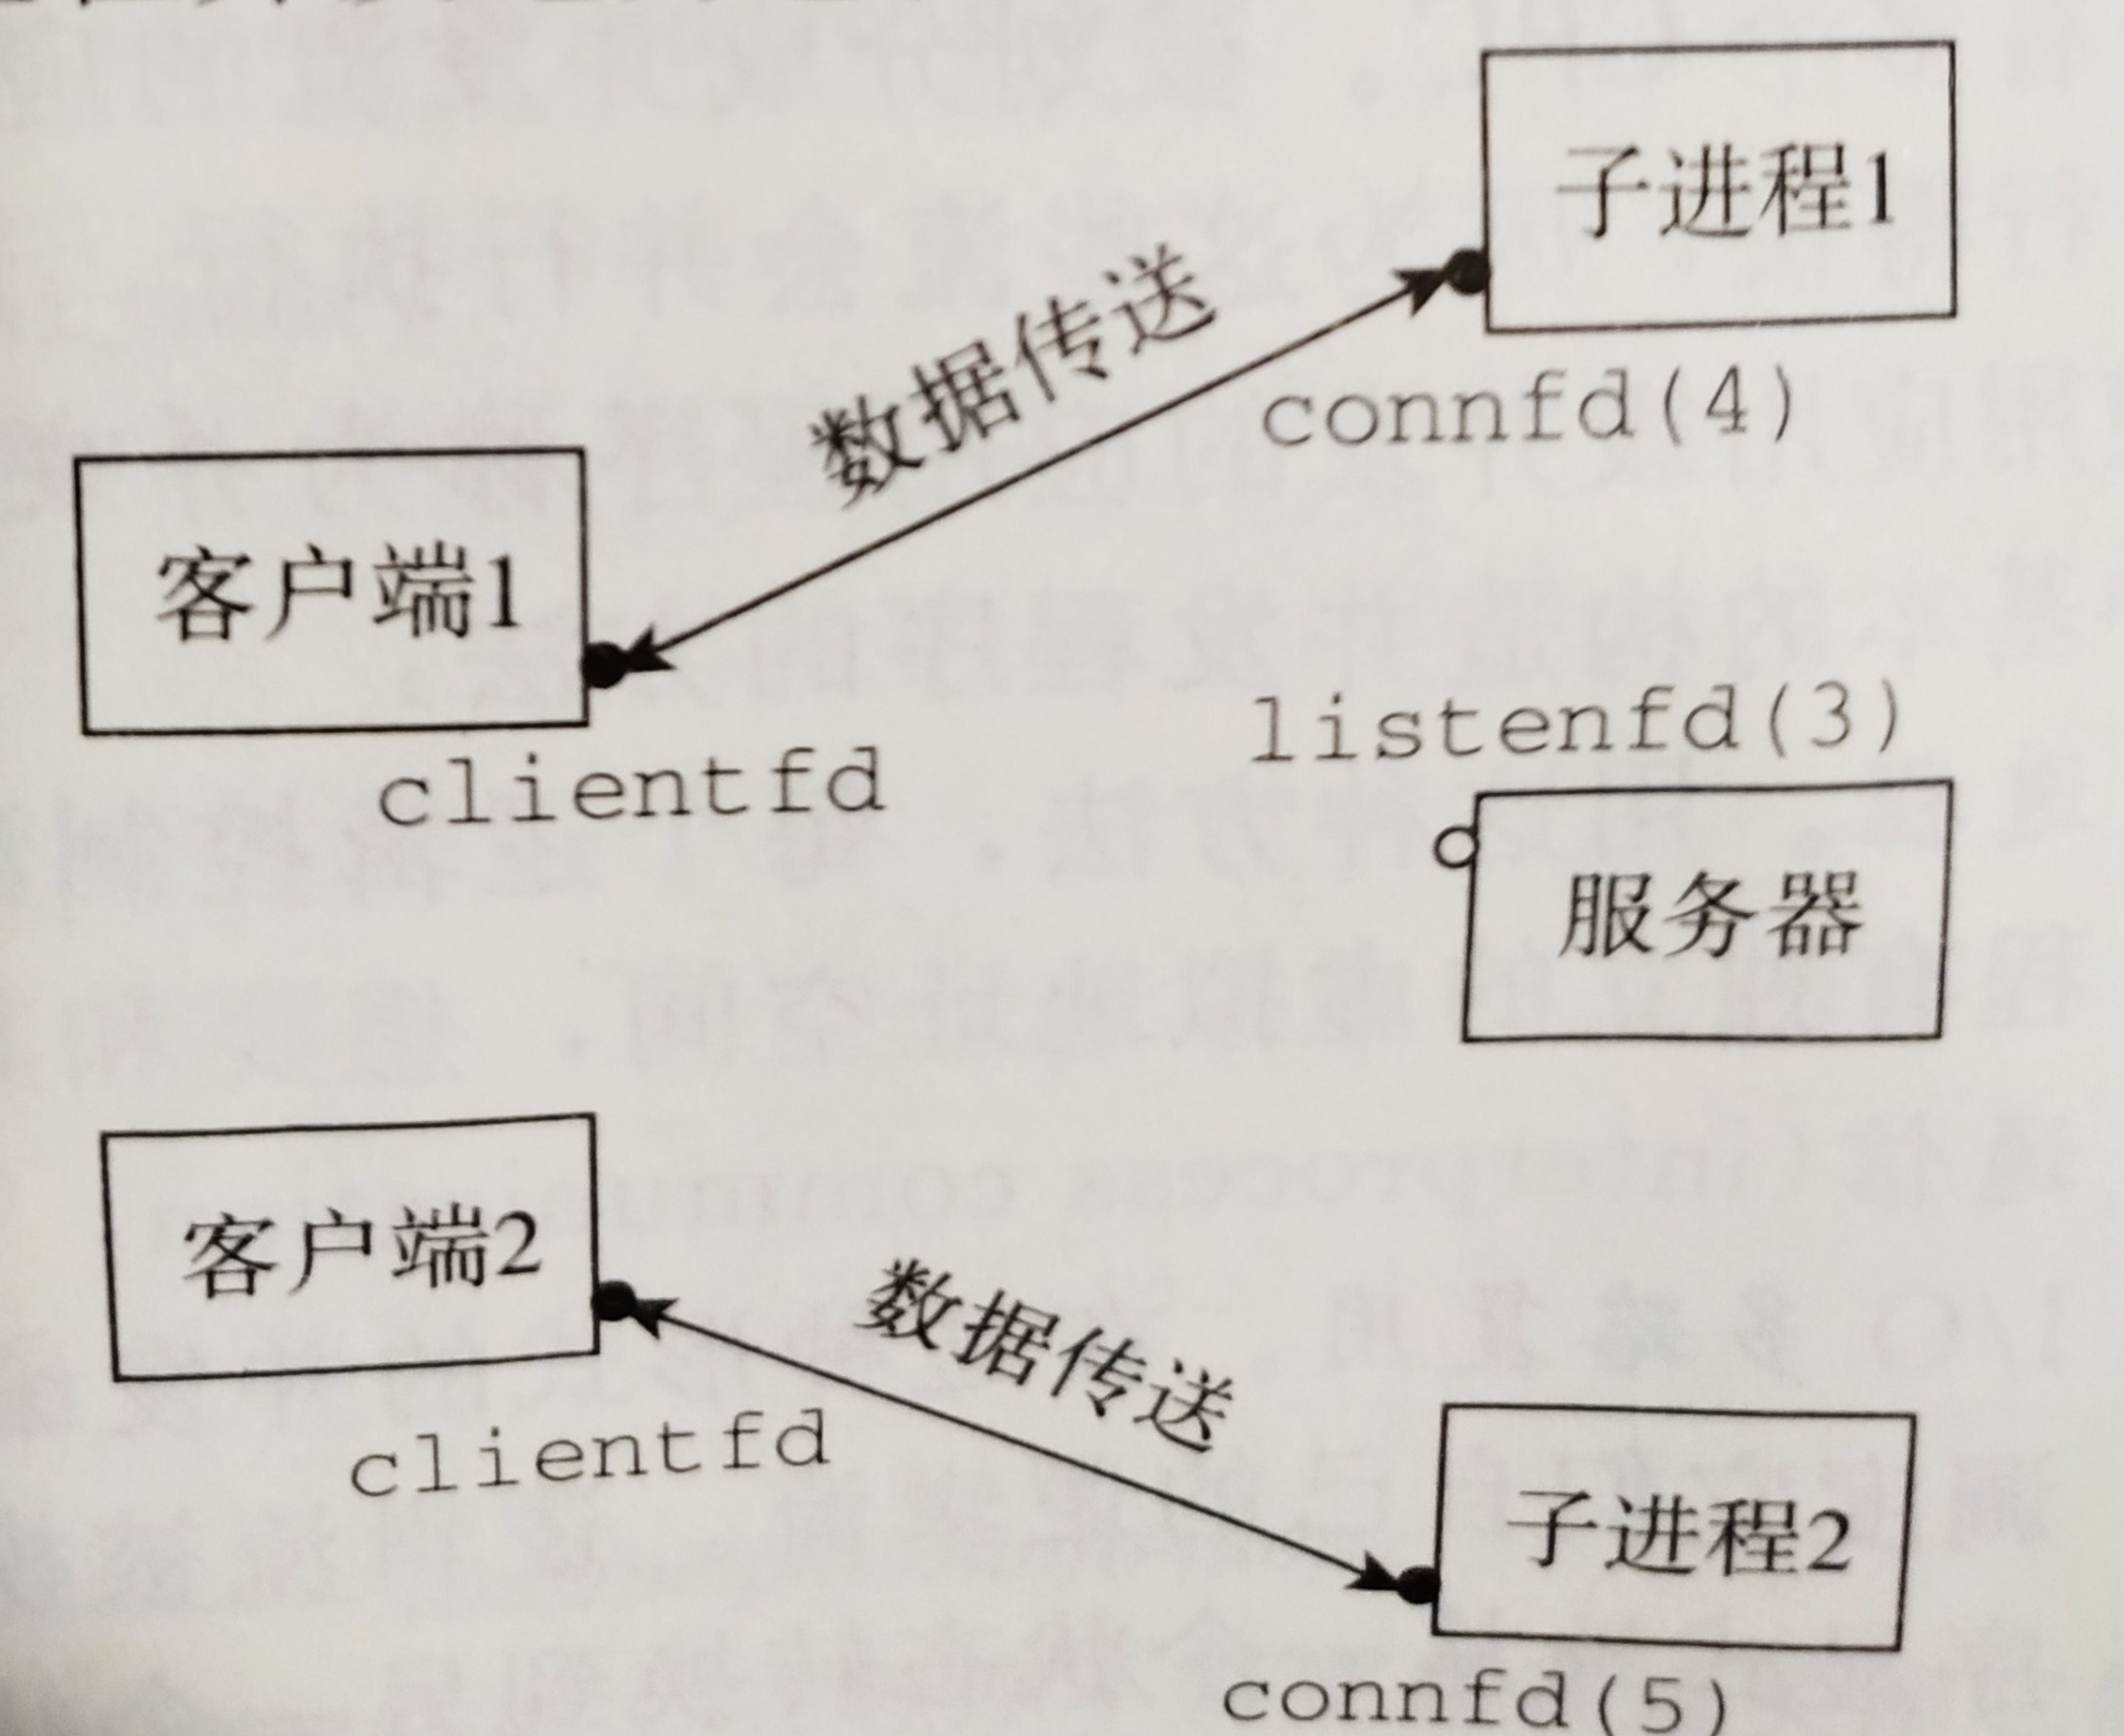 子进程1
数据传送
connfd(4)
客户端1
clientfd
listenfd(3)
服务器
客户端2
数据传送
clientfd
子进程2
connfd(5)